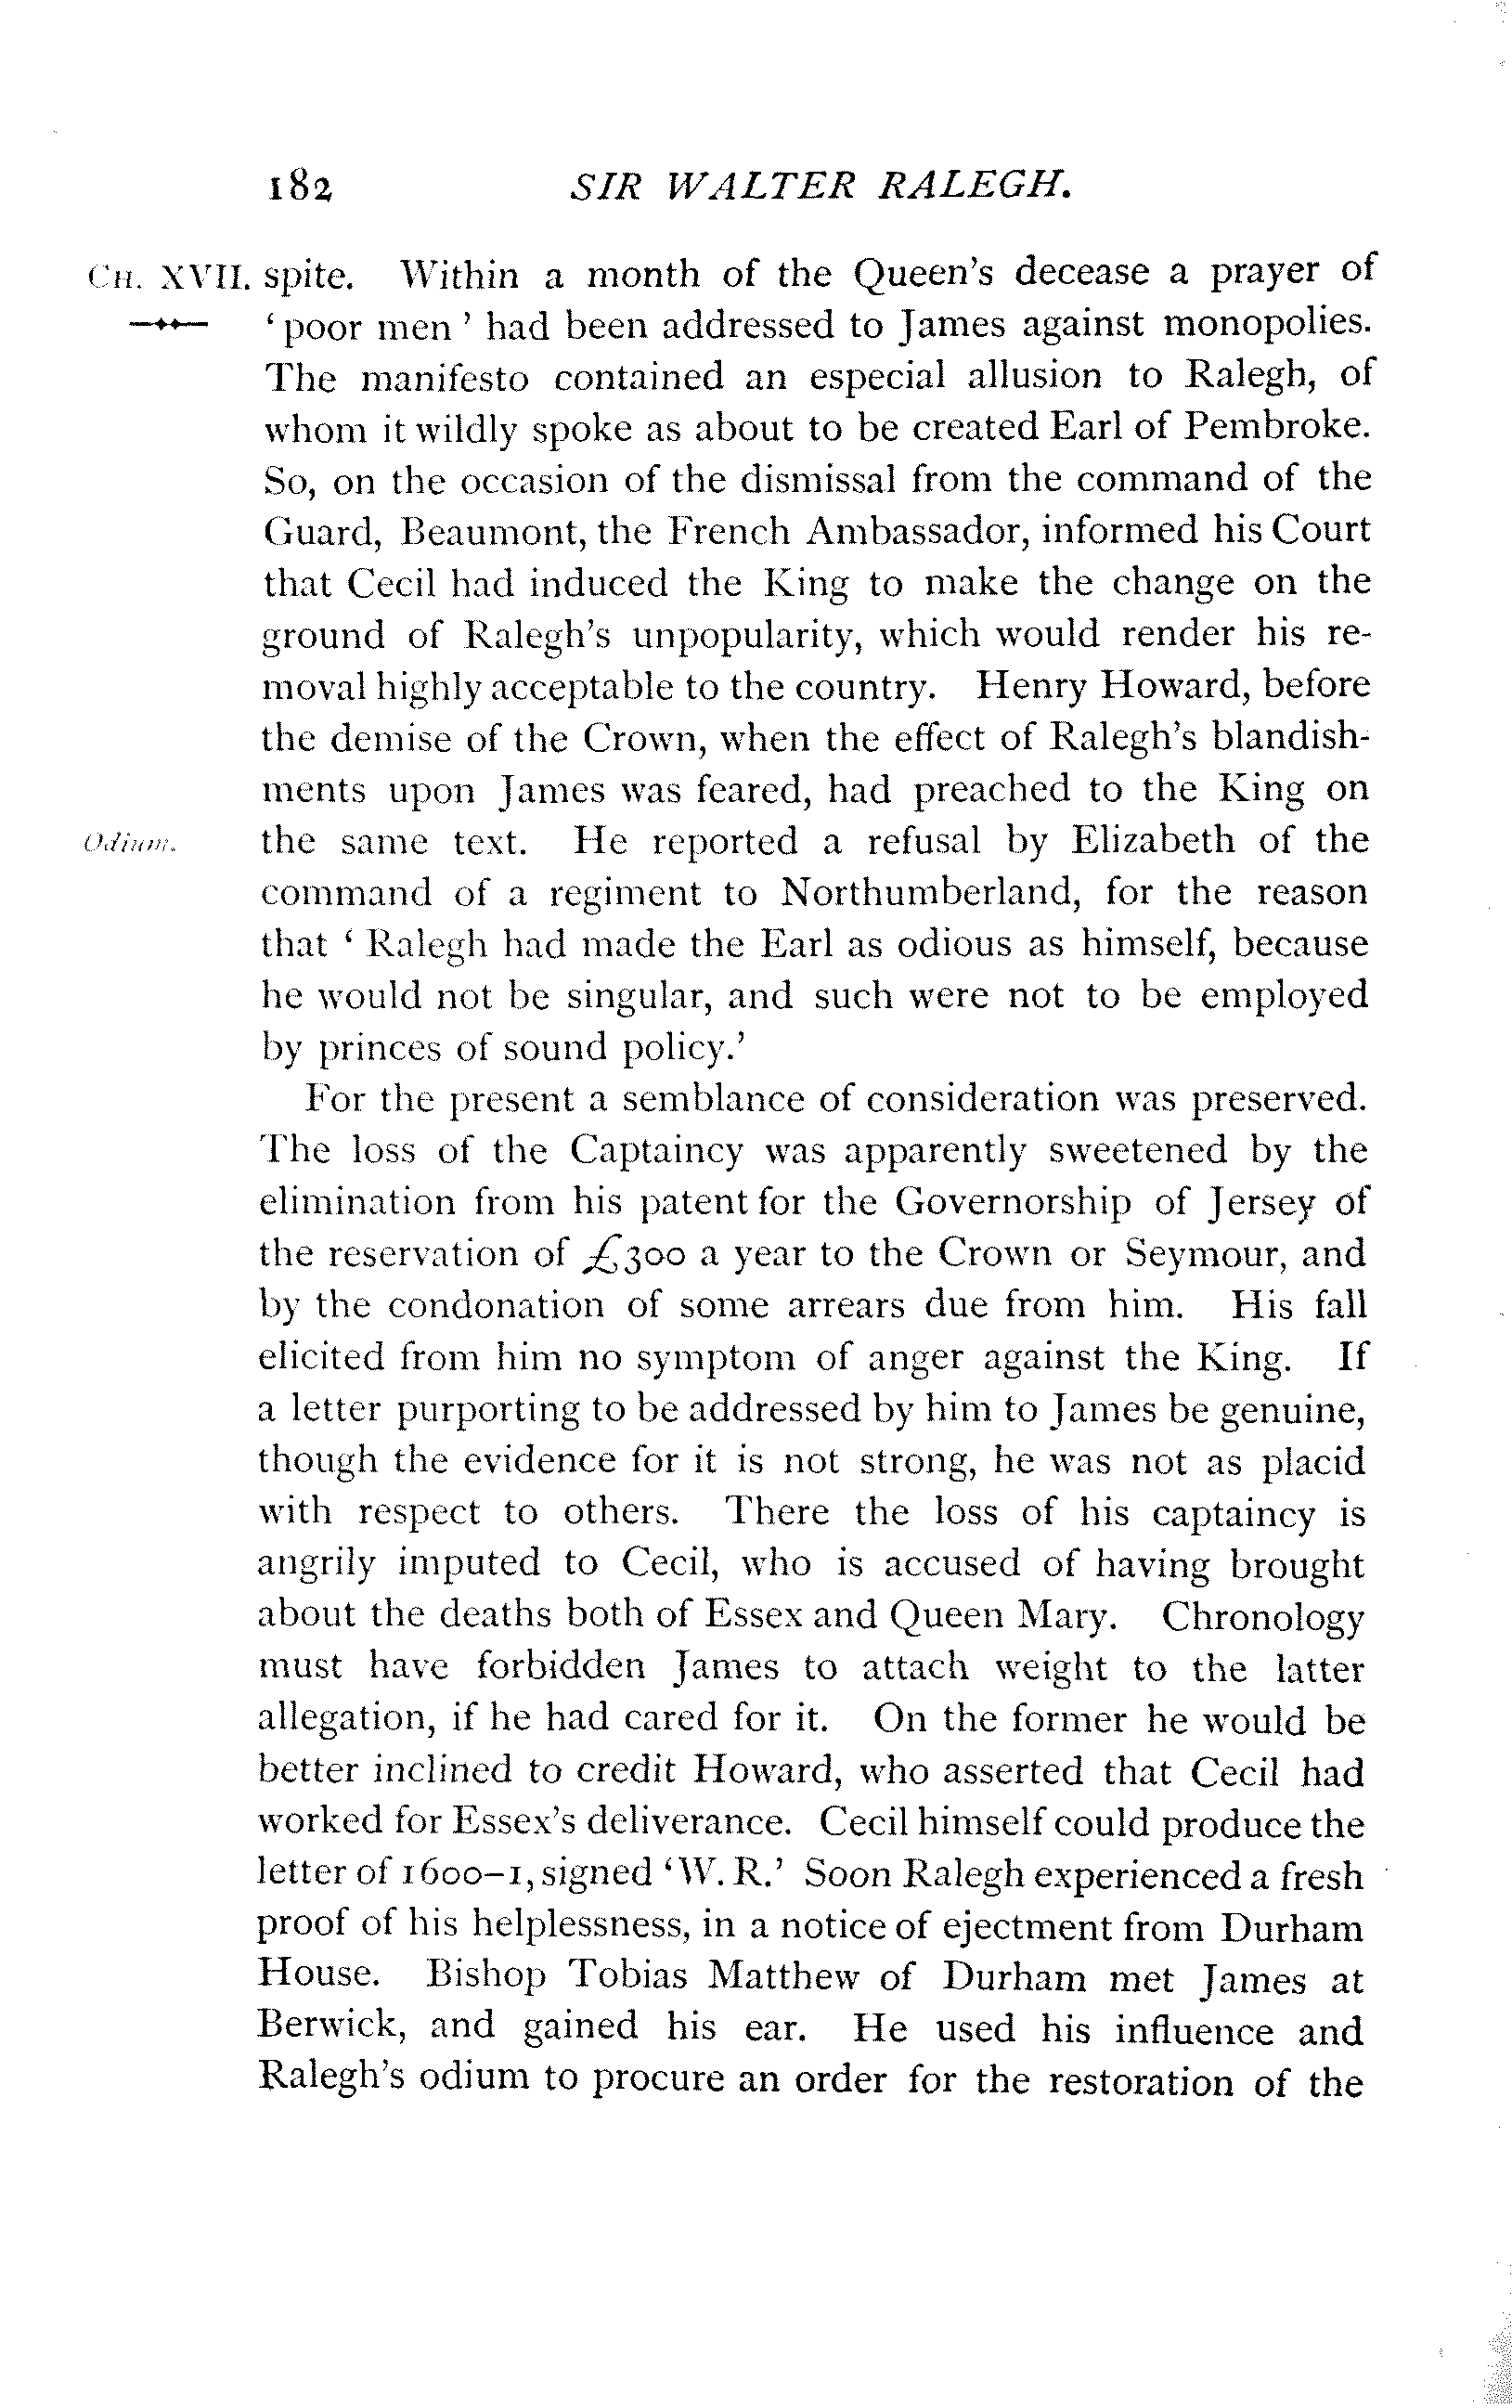 182 SIR WALTER RALEGH.
CH. XVII. spite. Within a month of the Queen's decease a prayer of
‘poor men’ had been addressed to James against monopolies.
The manifesto contained an especial allusion to Ralegh, of
whom it wildly spoke as about to be created Earl of Pembroke.
So, on the occasion of the dismissal from the command of the
Guard, Beaumont, the French Ambassador, informed his Court
that Cecil had induced the King to make the change on the
ground of Ralegh's unpopularity, which would render his re-
moval highly acceptable to the country. Henry Howard, before
the demise of the Crown, when the effect of Ralegh's blandish-
ments upon James was feared, had preached to the King on
Odium. the same text. He reported a refusal by Elizabeth of the
command of a regiment to Northumberland, for the reason
that ‘Ralegh had made the Earl as odious as himself, because
he would not be singular, and such were not to be employed
by princes of sound policy.’
For the present a semblance of consideration was preserved.
The loss of the Captaincy was apparently sweetened by the
elimination from his patent for the Governorship of Jersey of
the reservation of £300 a year to the Crown or Seymour, and
by the condonation of some arrears due from him. His fall
elicited from him no symptom of anger against the King. If
a letter purporting to be addressed by him to James be genuine,
though the evidence for it is not strong, he was not as placid
with respect to others. There the loss of his captaincy is
angrily imputed to Cecil, who is accused of having brought
about the deaths both of Essex and Queen Mary. Chronology
must have forbidden James to attach weight to the latter
allegation, if he had cared for it. On the former he would be
better inclined to credit Howard, who asserted that Cecil had
worked for Essex's deliverance. Cecil himself could produce the
letter of 1600–1, signed ‘W. R.’ Soon Ralegh experienced a fresh
proof of his helplessness, in a notice of ejectment from Durham
House. Bishop Tobias Matthew of Durham met James at
Berwick, and gained his ear. He used his influence and
Ralegh's odium to procure an order for the restoration of the